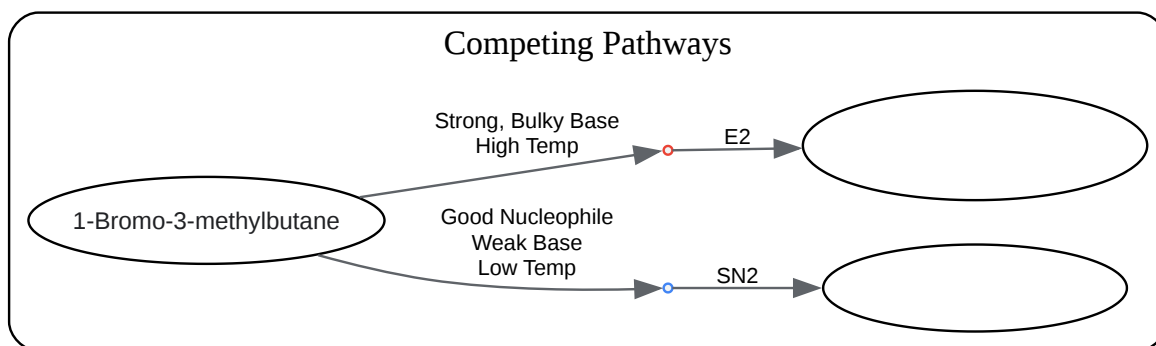 Competing Pathways
Strong, Bulky Base
High Temp
E2
1-Bromo-3-methylbutane
Good Nucleophile
Weak Base
Low Temp
SN2